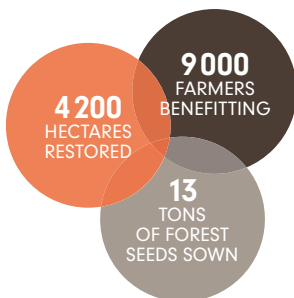 9 000
FARMERS
BENEFITTING
4 200
HECTARES
RESTORED
13
TONS
OF FOREST
SEEDS SOWN